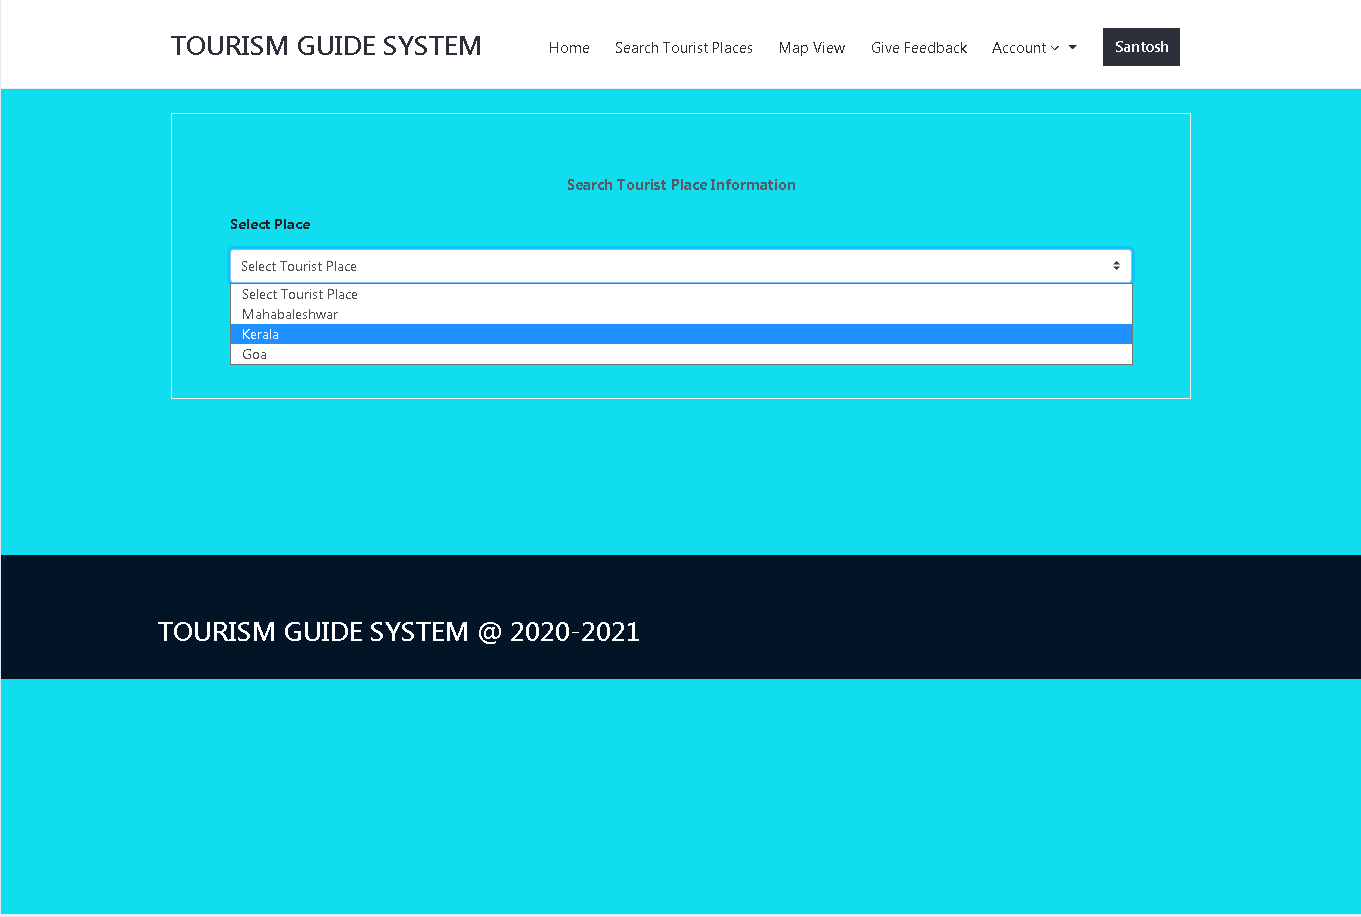 TOURISM GUIDE SYSTEM Home Search Tourist Places Map View Give Feedback Account Santosh
Search Tourist Place Information
Select Place
Select Tourist Place
Select Tourist Place
Mahabaleshwar
Kerala
Goa
TOURISM GUIDE SYSTEM @ 2020-2021